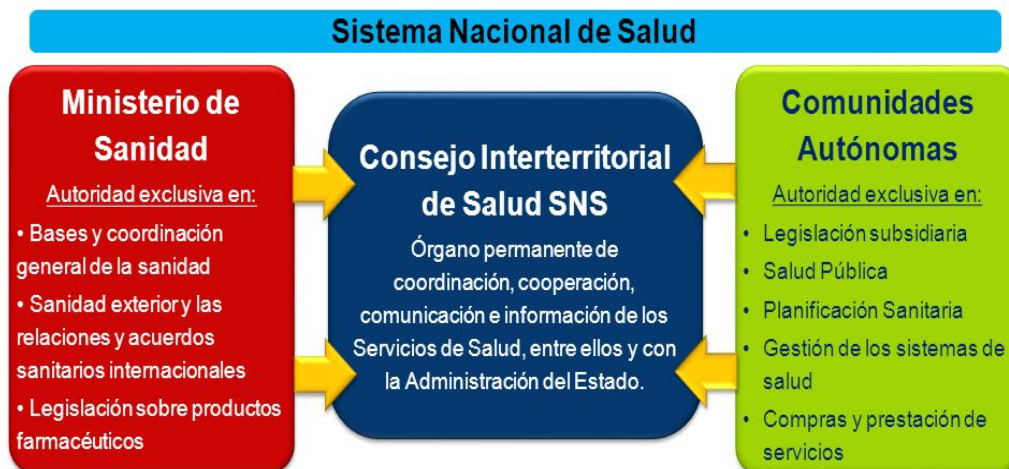 Sistema Nacional de Salud
Ministerio de
Sanidad
Autoridad exclusiva en:
• Bases y coordinación
general de la sanidad
• Sanidad exterior y las
relaciones y acuerdos
sanitarios internacionales
• Legislación sobre productos
farmacéuticos
Consejo Interterritorial
de Salud SNS
Órgano permanente de
coordinación, cooperación,
comunicación e información de los
Servicios de Salud, entre ellos y con
la Administración del Estado.
Comunidades
Autónomas
Autoridad exclusiva en:
• Legislación subsidiaria
• Salud Pública
• Planificación Sanitaria
• Gestión de los sistemas de
salud
• Compras y prestación de
servicios